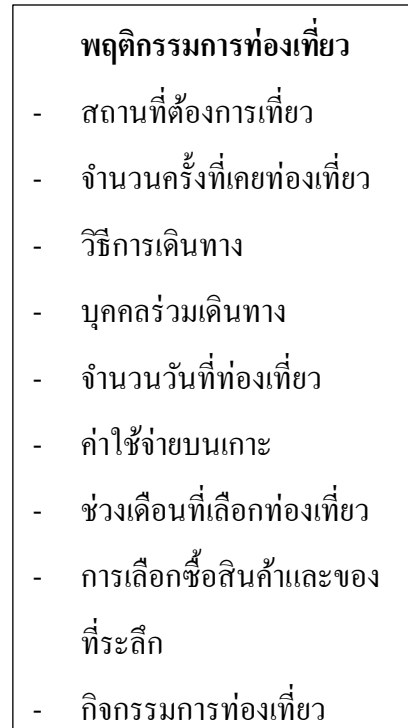 พฤติกรรมการท่องเที่ยว
- สถานที่ต้องการเที่ยว
- จำนวนครั้งที่เคยท่องเที่ยว
- วิธีการเดินทาง
- บุคคลร่วมเดินทาง
- จำนวนวันที่ท่องเที่ยว
- ค่าใช้จ่ายบนเกาะ
- ช่วงเดือนที่เลือกท่องเที่ยว
- การเลือกซื้อสินค้าและของ
ที่ระลึก
- กิจกรรมการท่องเที่ยว